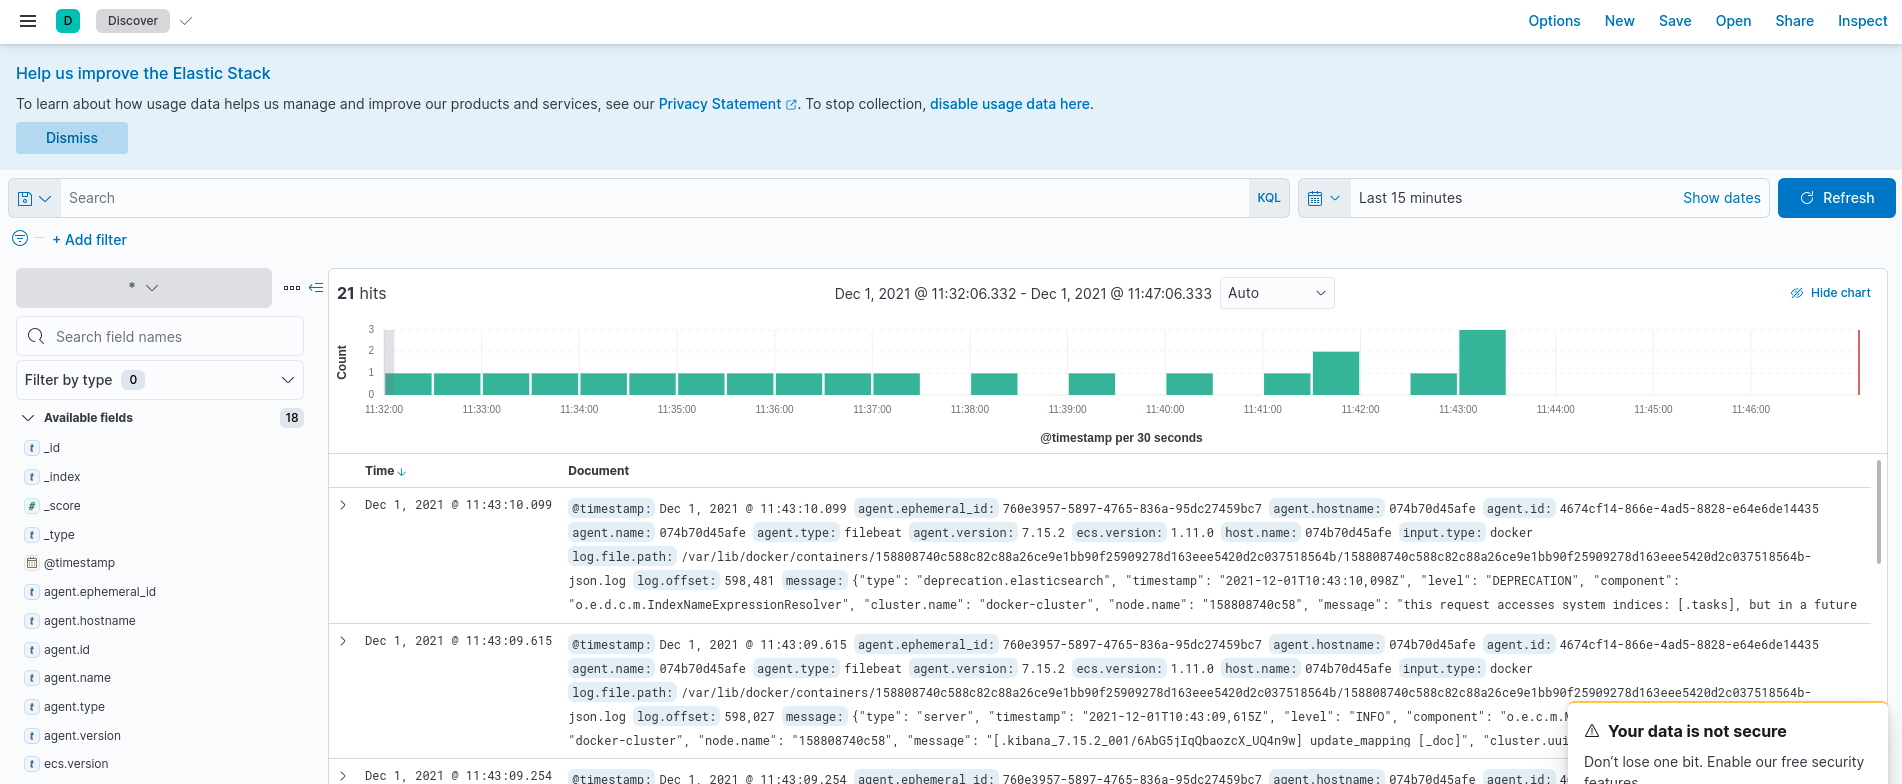 D Discover Options New Save Open Share Inspect
Help us improve the Elastic Stack
To learn about how usage data helps us manage and improve our products and services, see our Privacy Statement. To stop collection, disable usage data here.
Dismiss
Search KQL Last 15 minutes Show dates Refresh
+ Add filter
*
Search field names
Filter by type 0
Available fields 18
t _id
t _index
# _score
t _type
@timestamp
t agent.ephemeral_id
t agent.hostname
t agent.id
t agent.name
t agent.type
t agent.version
t ecs.version
21 hits Dec 1, 2021 @ 11:32:06.332 - Dec 1, 2021 @ 11:47:06.333 Auto Hide chart
Count
3
2
1
0
11:32:00 11:33:00 11:34:00 11:35:00 11:36:00 11:37:00 11:38:00 11:39:00 11:40:00 11:41:00 11:42:00 11:43:00 11:44:00 11:45:00 11:46:00
@timestamp per 30 seconds
Time Document
Dec 1, 2021 @ 11:43:10.099 @timestamp: Dec 1, 2021 @ 11:43:10.099 agent.ephemeral_id: 760e3957-5897-4765-836a-95dc27459bc7 agent.hostname: 074b70d45afe agent.id: 4674cf14-866e-4ad5-8828-e64e6de14435
agent.name: 074b70d45afe agent.type: filebeat agent.version: 7.15.2 ecs.version: 1.11.0 host.name: 074b70d45afe input.type: docker
log.file.path: /var/lib/docker/containers/158808740c588c82c88a26ce9e1bb90f25909278d163eee5420d2c037518564b/158808740c588c82c88a26ce9e1bb90f25909278d163eee5420d2c037518564b-
json.log log.offset: 598,481 message: {"type": "deprecation.elasticsearch", "timestamp": "2021-12-01T10:43:10,098Z", "level": "DEPRECATION", "component":
"o.e.d.c.m.IndexNameExpressionResolver", "cluster.name": "docker-cluster", "node.name": "158808740c58", "message": "this request accesses system indices: [.tasks], but in a future
Dec 1, 2021 @ 11:43:09.615 @timestamp: Dec 1, 2021 @ 11:43:09.615 agent.ephemeral_id: 760e3957-5897-4765-836a-95dc27459bc7 agent.hostname: 074b70d45afe agent.id: 4674cf14-866e-4ad5-8828-e64e6de14435
agent.name: 074b70d45afe agent.type: filebeat agent.version: 7.15.2 ecs.version: 1.11.0 host.name: 074b70d45afe input.type: docker
log.file.path: /var/lib/docker/containers/158808740c588c82c88a26ce9e1bb90f25909278d163eee5420d2c037518564b/158808740c588c82c88a26ce9e1bb90f25909278d163eee5420d2c037518564b-
json.log log.offset: 598,027 message: {"type": "server", "timestamp": "2021-12-01T10:43:09,615Z", "level": "INFO", "component": "o.e.c.m
"docker-cluster", "node.name": "158808740c58", "message": "[.kibana_7.15.2_001/6AbG5jIqQbaozcX_UQ4n9w] update_mapping [_doc]", "cluster.uui
Dec 1, 2021 @ 11:43:09.254 @timestamp: Dec 1, 2021 @ 11:43:09.254 agent.ephemeral_id: 760e3957-5897-4765-836a-95dc27459bc7 agent.hostname: 074b70d45afe agent.id:
Your data is not secure
Don't lose one bit. Enable our free security
features.